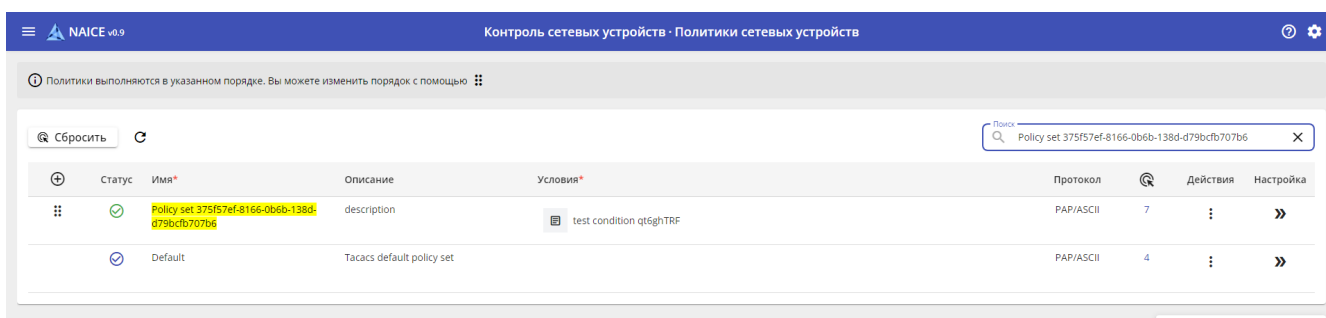 NAICE v0.9
Контроль сетевых устройств · Политики сетевых устройств
Политики выполняются в указанном порядке. Вы можете изменить порядок с помощью
Сбросить
Поиск
Policy set 375f57ef-8166-0b6b-138d-d79bcfb707b6
Статус Имя* Описание Условия* Протокол Действия Настройка
Policy set 375f57ef-8166-0b6b-138d-
d79bcfb707b6
description
test condition qt6ghTRF
PAP/ASCII 7
Default Tacacs default policy set PAP/ASCII 4